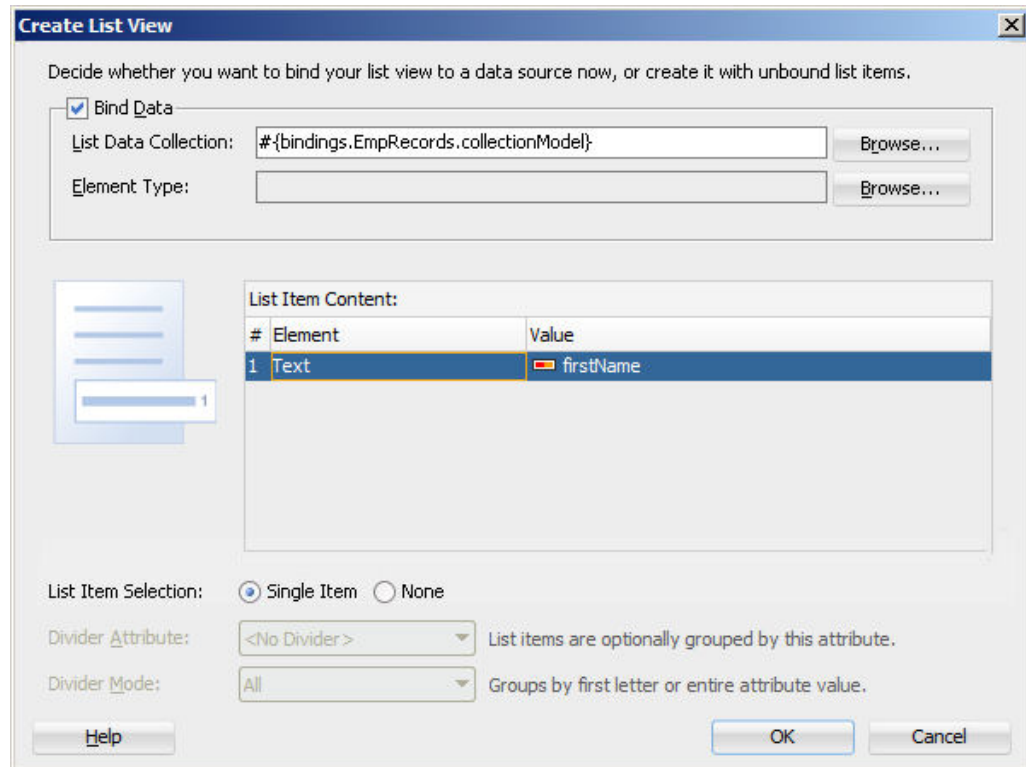 Create List View
Decide whether you want to bind your list view to a data source now, or create it with unbound list items.
Bind Data
List Data Collection: #{bindings.EmpRecords.collectionModel} Browse...
Element Type: Browse...
List Item Content:
# Element Value
1 Text firstName
1
List Item Selection: Single Item None
Divider Attribute: <No Divider> List items are optionally grouped by this attribute.
Divider Mode: All Groups by first letter or entire attribute value.
Help OK Cancel